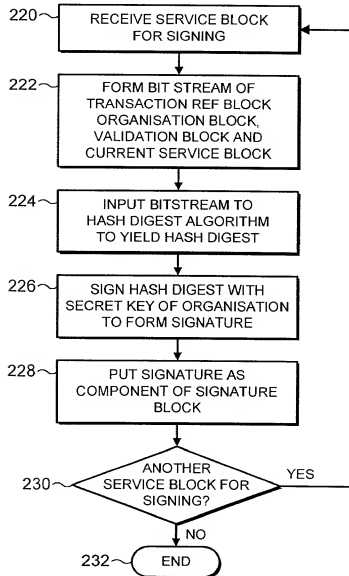 220
RECEIVE SERVICE BLOCK
FOR SIGNING
222
FORM BIT STREAM OF
TRANSACTION REF BLOCK
ORGANISATION BLOCK,
VALIDATION BLOCK AND
CURRENT SERVICE BLOCK
224
INPUT BITSTREAM TO
HASH DIGEST ALGORITHM
TO YIELD HASH DIGEST
226
SIGN HASH DIGEST WITH
SECRET KEY OF ORGANISATION
TO FORM SIGNATURE
228
PUT SIGNATURE AS
COMPONENT OF SIGNATURE
BLOCK
230
ANOTHER
SERVICE BLOCK FOR
SIGNING?
YES
NO
232
END